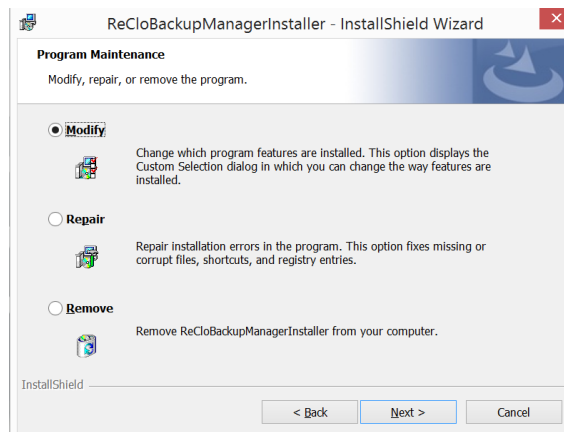 ReCloBackupManagerInstaller - InstallShield Wizard
Program Maintenance
Modify, repair, or remove the program.
Modify
Change which program features are installed. This option displays the
Custom Selection dialog in which you can change the way features are
installed.
Repair
Repair installation errors in the program. This option fixes missing or
corrupt files, shortcuts, and registry entries.
Remove
Remove ReCloBackupManagerInstaller from your computer.
InstallShield
< Back Next > Cancel